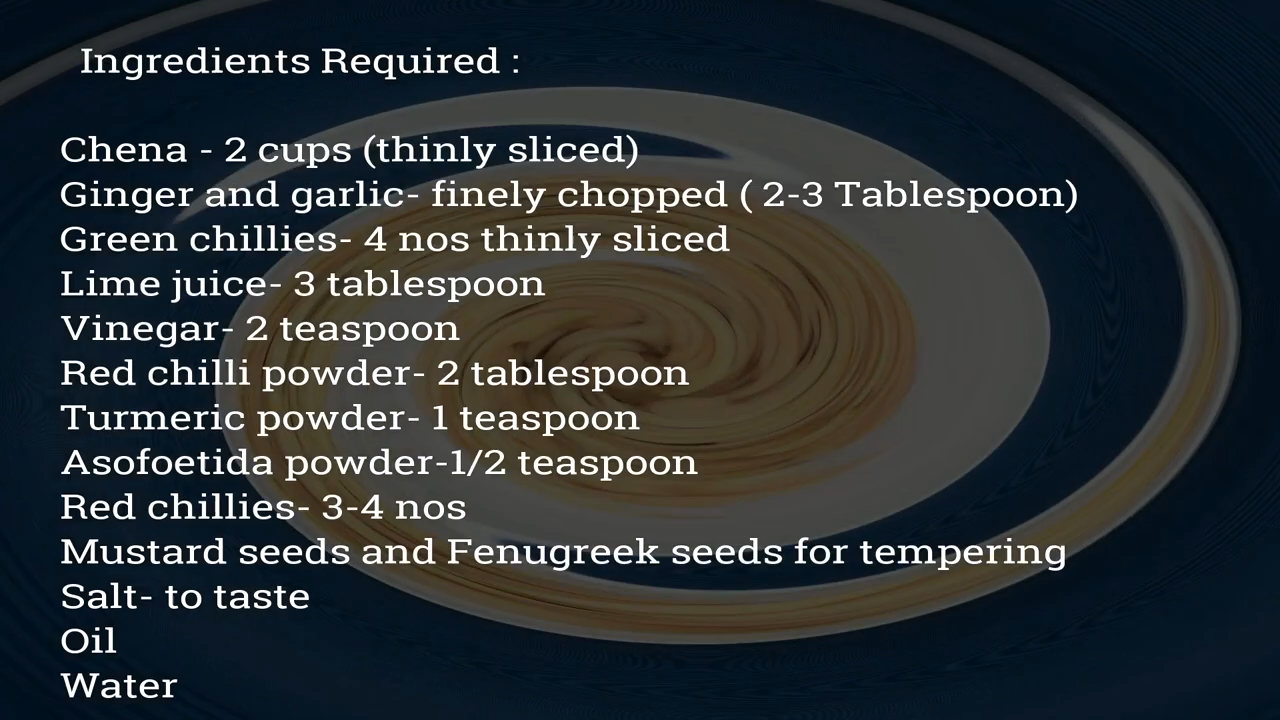 Ingredients Required :
Chena - 2 cups (thinly sliced)
Ginger and garlic- finely chopped ( 2-3 Tablespoon)
Green chillies- 4 nos thinly sliced
Lime juice- 3 tablespoon
Vinegar- 2 teaspoon
Red chilli powder- 2 tablespoon
Turmeric powder- 1 teaspoon
Asofoetida powder-1/2 teaspoon
Red chillies- 3-4 nos
Mustard seeds and Fenugreek seeds for tempering
Salt- to taste
Oil
Water